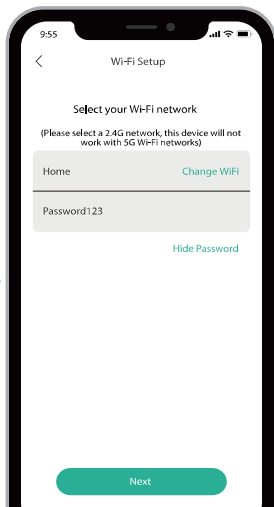 9:55
Wi-Fi Setup
Select your Wi-Fi network
(Please select a 2.4G network, this device will not
work with 5G Wi-Fi networks)
Home Change WiFi
Password123
Hide Password
Next